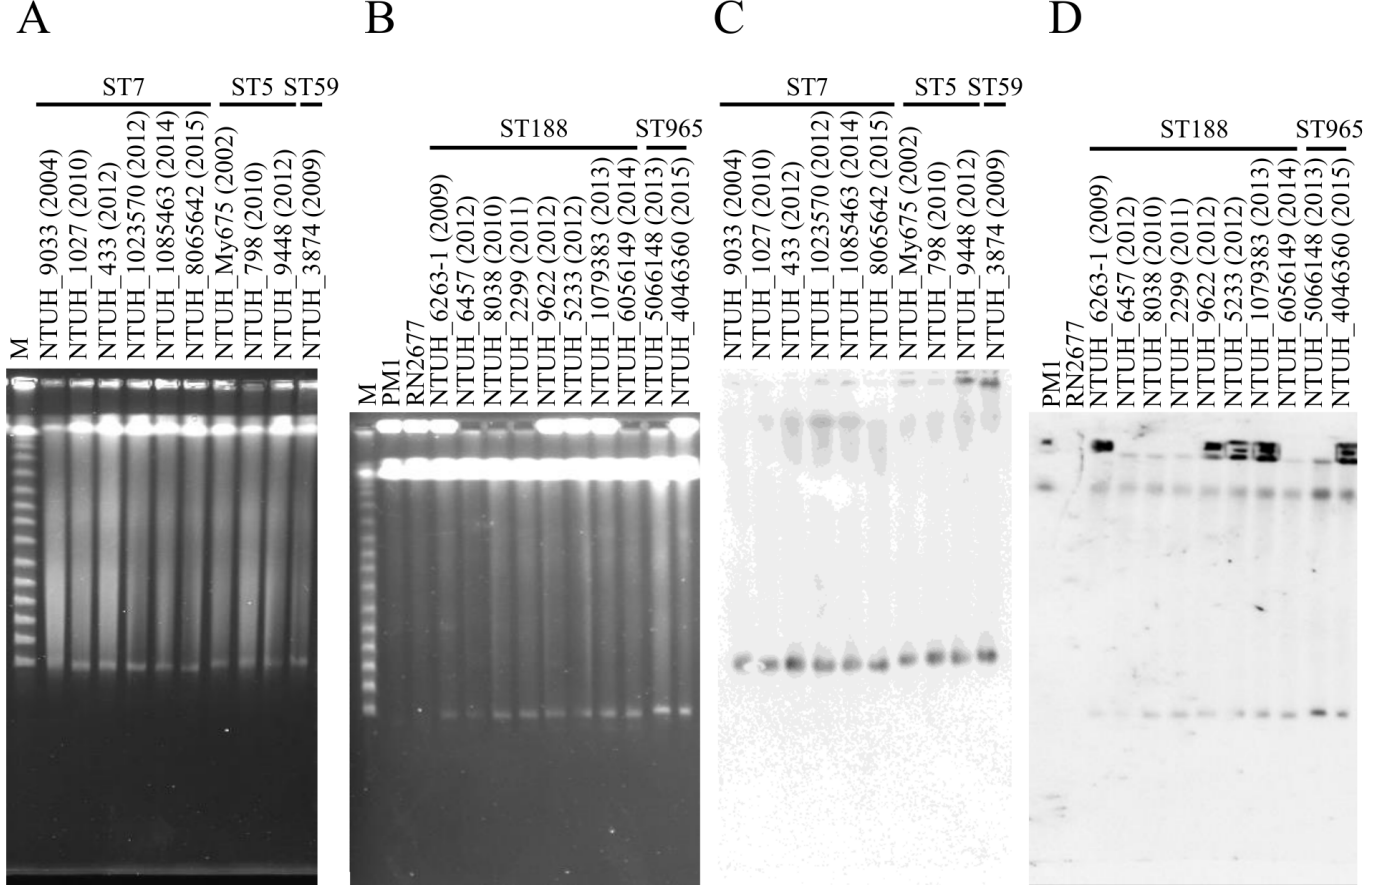 A
B
C
D
ST7
ST5
ST59
M
NTUH_9033 (2004)
NTUH_1027 (2010)
NTUH_433 (2012)
NTUH_1023570 (2012)
NTUH_1085463 (2014)
NTUH_8065642 (2015)
NTUH_My675 (2002)
NTUH_798 (2010)
NTUH_9448 (2012)
NTUH_3874 (2009)
ST188
ST965
M
PM1
RN2677
NTUH_6263-1 (2009)
NTUH_6457 (2012)
NTUH_8038 (2010)
NTUH_2299 (2011)
NTUH_9622 (2012)
NTUH_5233 (2012)
NTUH_1079383 (2013)
NTUH_6056149 (2014)
NTUH_5066148 (2013)
NTUH_4046360 (2015)
ST7
ST5
ST59
NTUH_9033 (2004)
NTUH_1027 (2010)
NTUH_433 (2012)
NTUH_1023570 (2012)
NTUH_1085463 (2014)
NTUH_8065642 (2015)
NTUH_My675 (2002)
NTUH_798 (2010)
NTUH_9448 (2012)
NTUH_3874 (2009)
ST188
ST965
PM1
RN2677
NTUH_6263-1 (2009)
NTUH_6457 (2012)
NTUH_8038 (2010)
NTUH_2299 (2011)
NTUH_9622 (2012)
NTUH_5233 (2012)
NTUH_1079383 (2013)
NTUH_6056149 (2014)
NTUH_5066148 (2013)
NTUH_4046360 (2015)